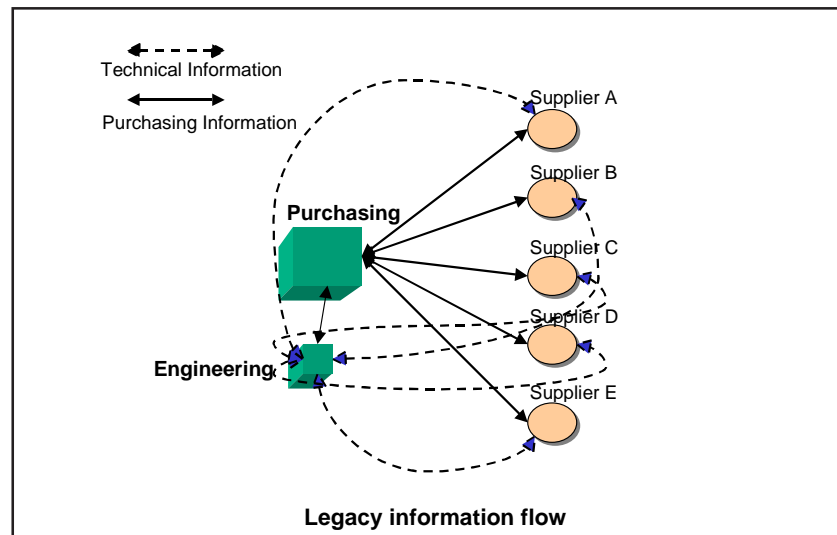 Technical Information
Purchasing Information
Supplier A
Supplier B
Purchasing
Supplier C
Supplier D
Engineering
Supplier E
Legacy information flow